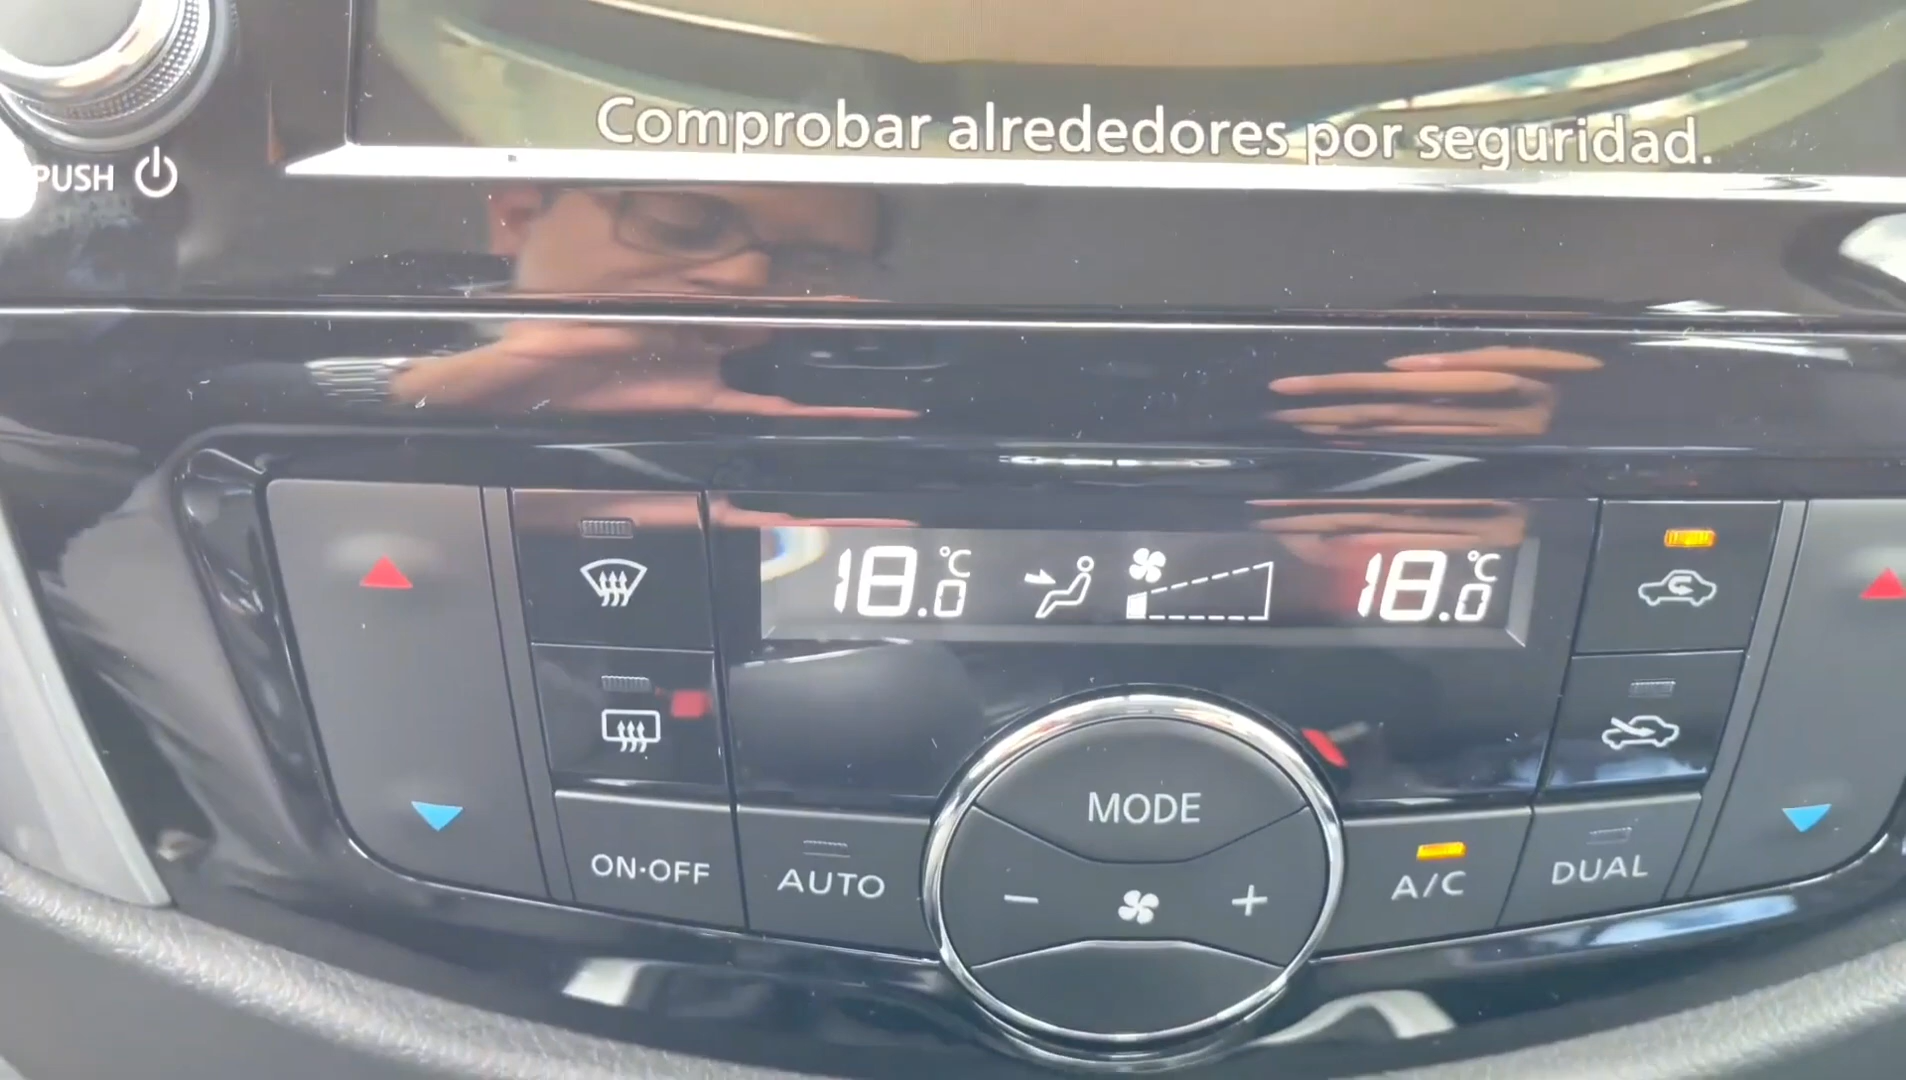 Comprobar alrededores por seguridad.
PUSH
18.0°C 18.0°C
MODE
ON·OFF AUTO A/C DUAL